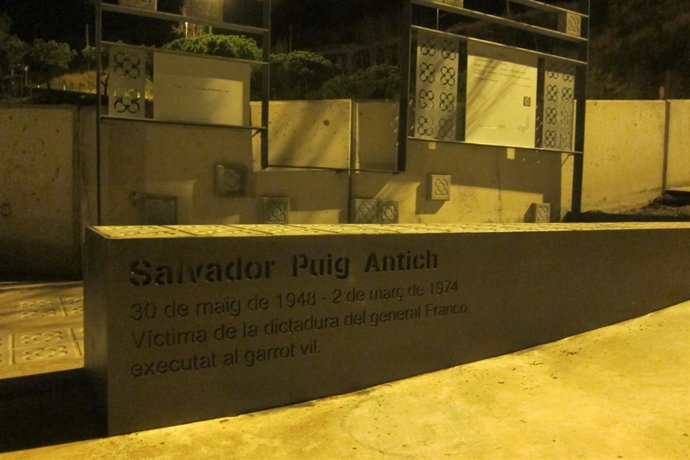 Salvador Puig Antich
30 de maig de 1948 - 2 de març de 1974
Víctima de la dictadura del general Franco,
executat al garrot vil.